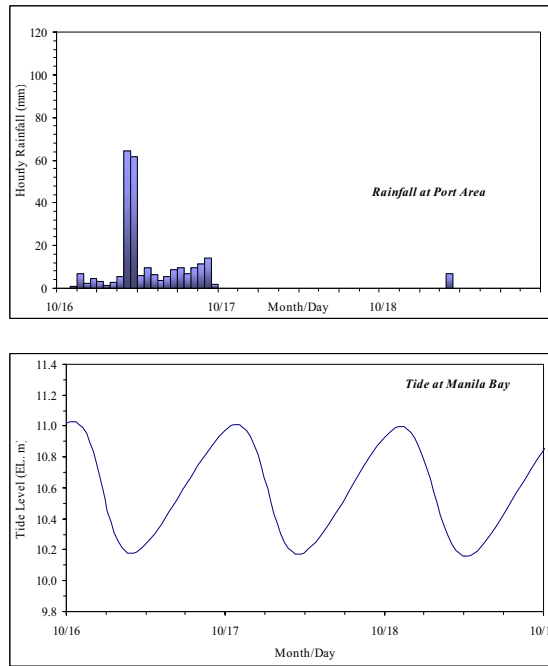 120
100
80
60
40
20
0
Hourly Rainfall (mm)
Rainfall at Port Area
10/16 10/17 10/18
Month/Day
11.4
11.2
11.0
10.8
10.6
10.4
10.2
10.0
9.8
Tide Level (EL. m)
Tide at Manila Bay
10/16 10/17 10/18
Month/Day